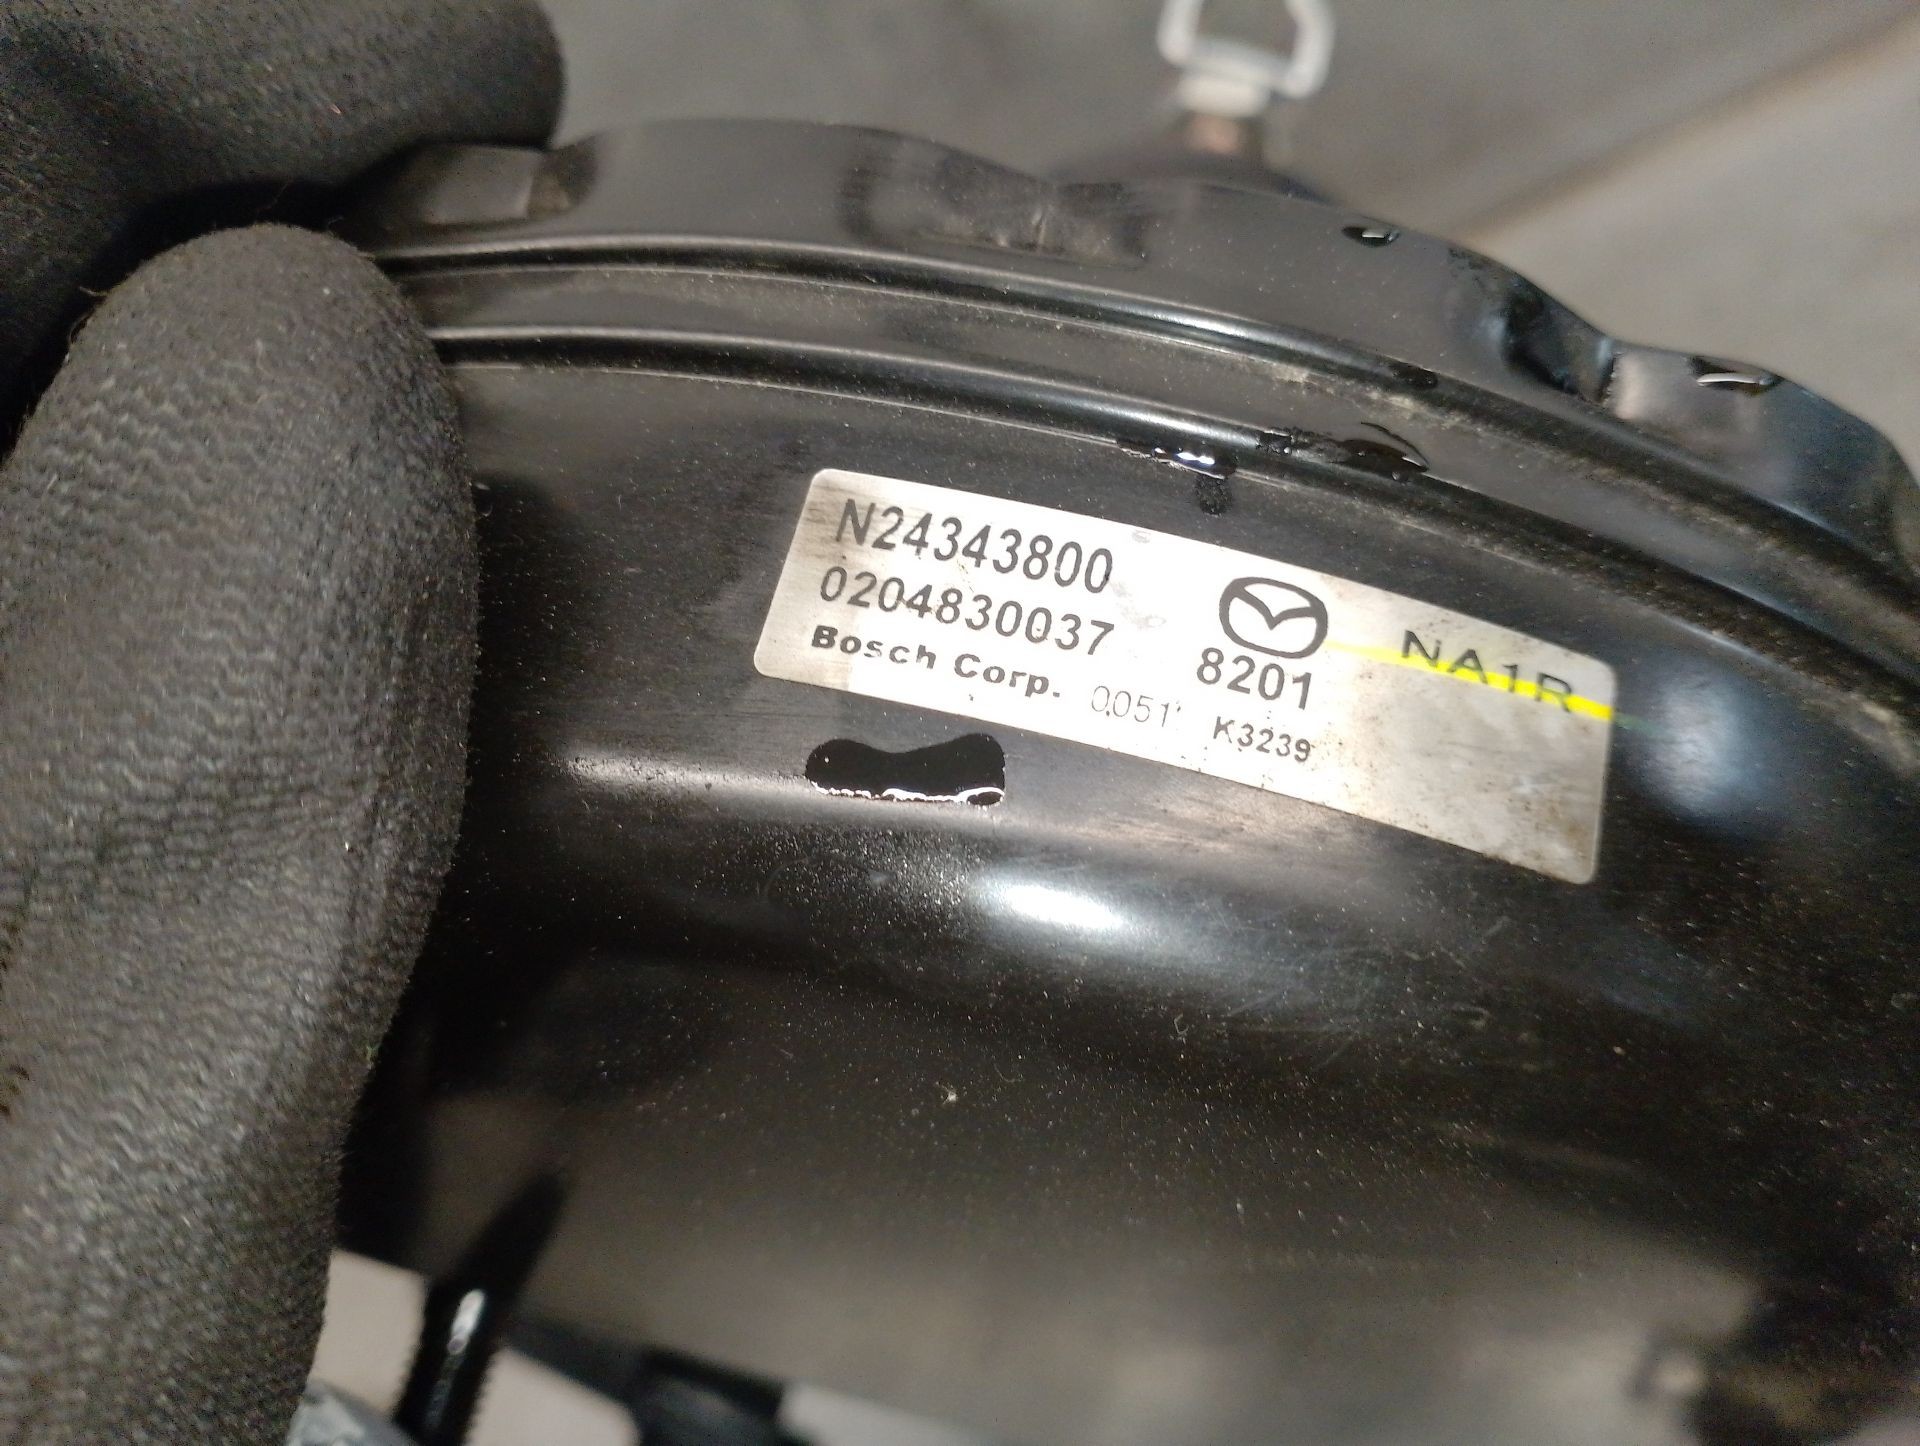 N24343800
0204830037
8201
NA1R
Bosch Corp. 0051 K3239